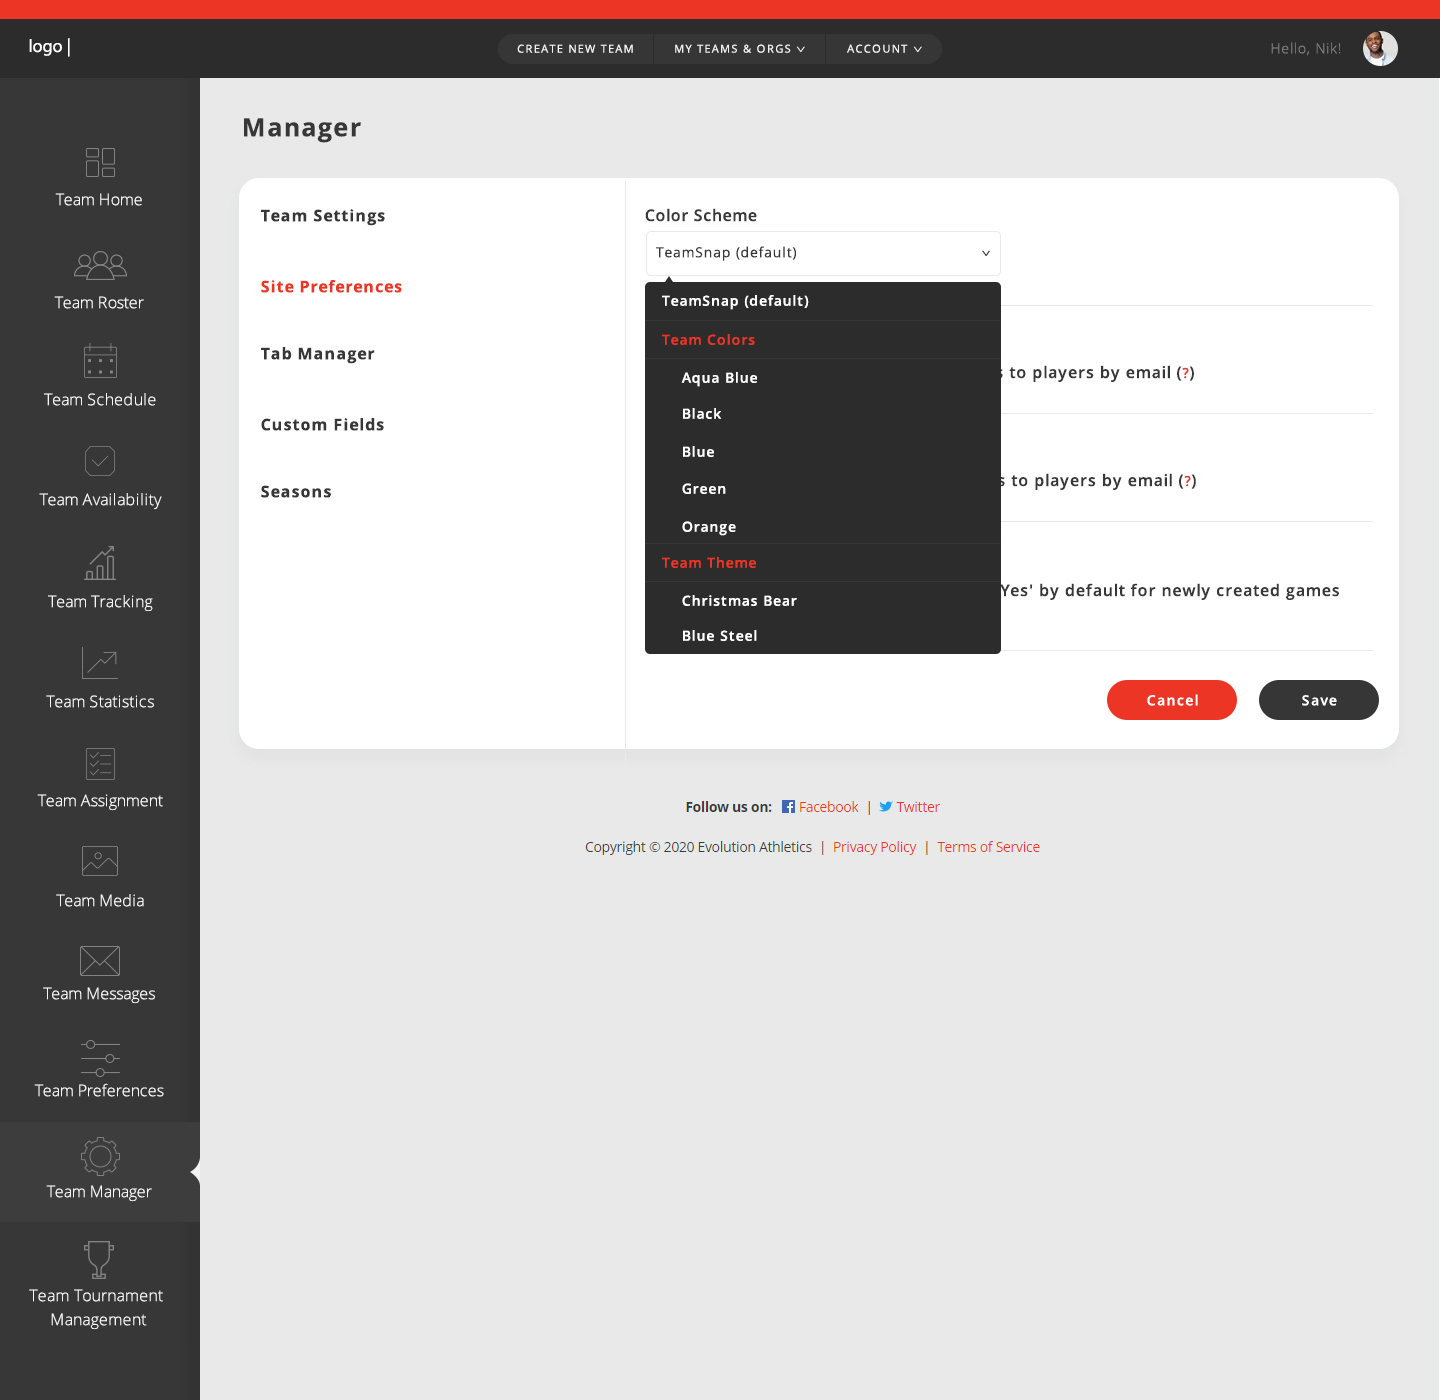 logo |
CREATE NEW TEAM
MY TEAMS & ORGS
ACCOUNT
Hello, Nik!
Team Home
Team Roster
Team Schedule
Team Availability
Team Tracking
Team Statistics
Team Assignment
Team Media
Team Messages
Team Preferences
Team Manager
Team Tournament
Management
Manager
Team Settings
Site Preferences
Tab Manager
Custom Fields
Seasons
Color Scheme
TeamSnap (default)
TeamSnap (default)
Team Colors
Aqua Blue
Black
Blue
Green
Orange
Team Theme
Christmas Bear
Blue Steel
s to players by email (?)
s to players by email (?)
Yes' by default for newly created games
Cancel
Save
Follow us on: Facebook | Twitter
Copyright © 2020 Evolution Athletics | Privacy Policy | Terms of Service